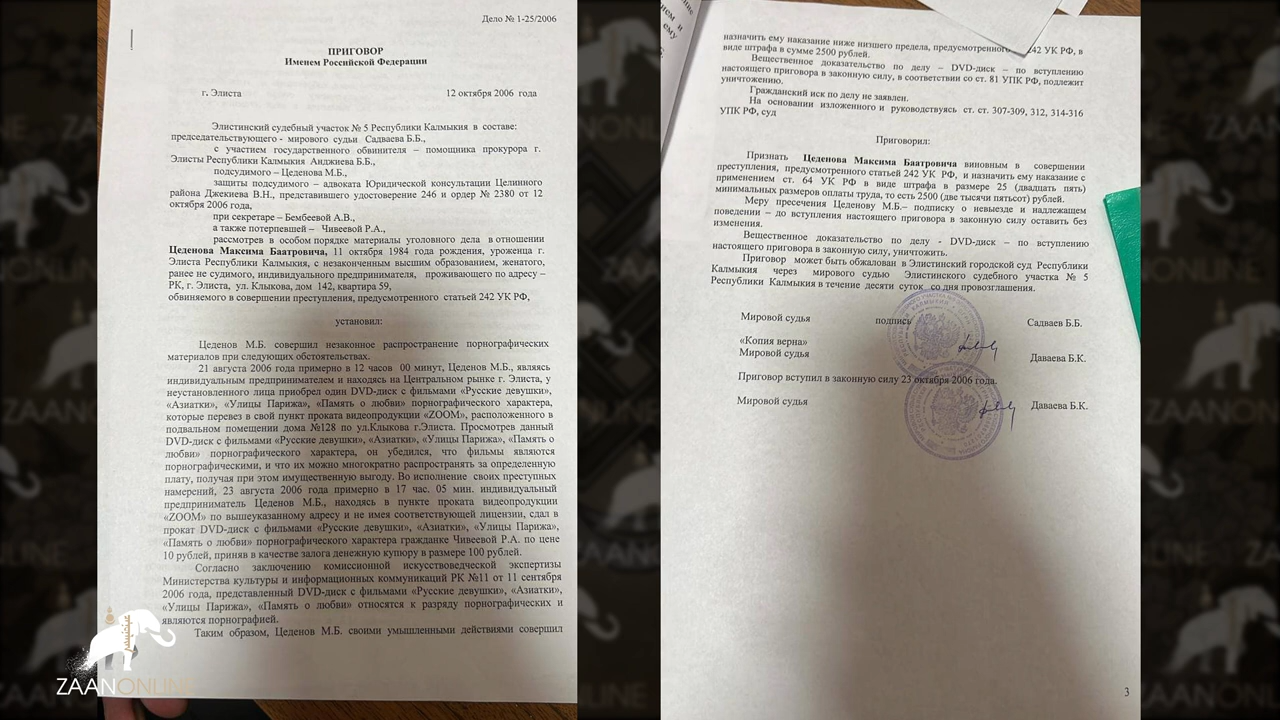 Дело № 1-25/2006
ПРИГОВОР
Именем Российской Федерации
г. Элиста 12 октября 2006 года
Элистинский судебный участок № 5 Республики Калмыкия в составе:
председательствующего - мирового судьи Садваева Б.Б.,
с участием государственного обвинителя – помощника прокурора г.
Элисты Республики Калмыкия Анджиева Б.Б.,
подсудимого – Цеденова М.Б.,
защиты подсудимого – адвоката Юридической консультации Целинного
района Джекиева В.Н., представившего удостоверение 246 и ордер № 2380 от 12
октября 2006 года,
при секретаре – Бембеевой А.В.,
а также потерпевшей – Чивеевой Р.А.,
рассмотрев в особом порядке материалы уголовного дела в отношении
Цеденова Максима Баатровича, 11 октября 1984 года рождения, уроженца г.
Элиста Республики Калмыкия, с незаконченным высшим образованием, женатого,
ранее не судимого, индивидуального предпринимателя, проживающего по адресу –
РК, г. Элиста, ул. Клыкова, дом 142, квартира 59,
обвиняемого в совершении преступления, предусмотренного статьей 242 УК РФ,
установил:
Цеденов М.Б. совершил незаконное распространение порнографических
материалов при следующих обстоятельствах.
21 августа 2006 года примерно в 12 часов 00 минут, Цеденов М.Б., являясь
индивидуальным предпринимателем и находясь на Центральном рынке г. Элиста, у
неустановленного лица приобрел один DVD-диск с фильмами «Русские девушки»,
«Азиатки», «Улицы Парижа», «Память о любви» порнографического характера,
которые перевез в свой пункт проката видеопродукции «ZOOM», расположенного в
подвальном помещении дома №128 по ул.Клыкова г.Элиста. Просмотрев данный
DVD-диск с фильмами «Русские девушки», «Азиатки», «Улицы Парижа», «Память о
любви» порнографического характера, он убедился, что фильмы являются
порнографическими, и что их можно многократно распространять за определенную
плату, получая при этом имущественную выгоду. Во исполнение своих преступных
намерений, 23 августа 2006 года примерно в 17 час. 05 мин. индивидуальный
предприниматель Цеденов М.Б., находясь в пункте проката видеопродукции
«ZOOM» по вышеуказанному адресу и не имея соответствующей лицензии, сдал в
прокат DVD-диск с фильмами «Русские девушки», «Азиатки», «Улицы Парижа»,
«Память о любви» порнографического характера гражданке Чивеевой Р.А. по цене
10 рублей, приняв в качестве залога денежную купюру в размере 100 рублей.
Согласно заключению комиссионной искусствоведческой экспертизы
Министерства культуры и информационных коммуникаций РК №11 от 11 сентября
2006 года, представленный DVD-диск с фильмами «Русские девушки», «Азиатки»,
«Улицы Парижа», «Память о любви» относятся к разряду порнографических и
являются порнографией.
Таким образом, Цеденов М.Б. своими умышленными действиями совершил
ZAANONLINE
назначить ему наказание ниже низшего предела, предусмотренного 242 УК РФ, в
виде штрафа в сумме 2500 рублей.
Вещественное доказательство по делу – DVD-диск – по вступлению
настоящего приговора в законную силу, в соответствии со ст. 81 УПК РФ, подлежит
уничтожению.
Гражданский иск по делу не заявлен.
На основании изложенного и руководствуясь ст. ст. 307-309, 312, 314-316
УПК РФ, суд
Приговорил:
Признать Цеденова Максима Баатровича виновным в совершении
преступления, предусмотренного статьей 242 УК РФ, и назначить ему наказание с
применением ст. 64 УК РФ в виде штрафа в размере 25 (двадцать пять)
минимальных размеров оплаты труда, то есть 2500 (две тысячи пятьсот) рублей.
Меру пресечения Цеденову М.Б.– подписку о невыезде и надлежащем
поведении – до вступления настоящего приговора в законную силу оставить без
изменения.
Вещественное доказательство по делу - DVD-диск – по вступлению
настоящего приговора в законную силу, уничтожить.
Приговор может быть обжалован в Элистинский городской суд Республики
Калмыкия через мирового судью Элистинского судебного участка № 5
Республики Калмыкия в течение десяти суток со дня провозглашения.
Мировой судья подпись Садваев Б.Б.
«Копия верна»
Мировой судья Даваева Б.К.
Приговор вступил в законную силу 23 октября 2006 года.
Мировой судья Даваева Б.К.
3